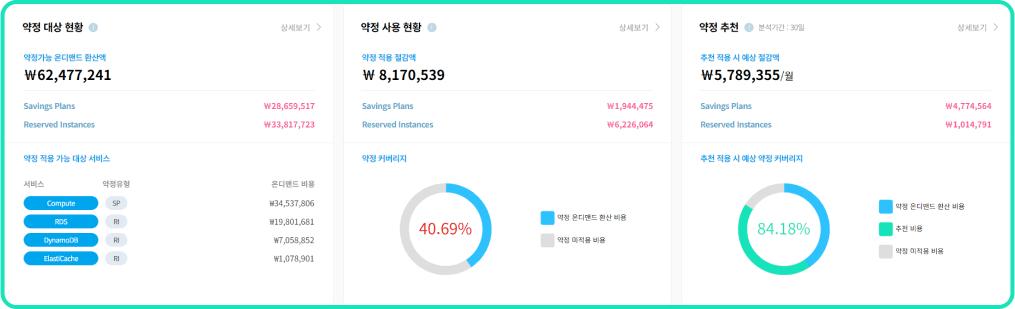 약정 대상 현황 i 상세보기 >
약정가능 온디맨드 환산액
₩62,477,241
Savings Plans ₩28,659,517
Reserved Instances ₩33,817,723
약정 적용 가능 대상 서비스
서비스 약정유형 온디맨드 비용
Compute SP ₩34,537,806
RDS RI ₩19,801,681
DynamoDB RI ₩7,058,852
ElastiCache RI ₩1,078,901
약정 사용 현황 i 상세보기 >
약정 적용 절감액
₩ 8,170,539
Savings Plans ₩1,944,475
Reserved Instances ₩6,226,064
약정 커버리지
40.69%
약정 온디맨드 환산 비용
약정 미적용 비용
약정 추천 i 분석기간 : 30일 상세보기 >
추천 적용 시 예상 절감액
₩5,789,355/월
Savings Plans ₩4,774,564
Reserved Instances ₩1,014,791
추천 적용 시 예상 약정 커버리지
84.18%
약정 온디맨드 환산 비용
추천 비용
약정 미적용 비용